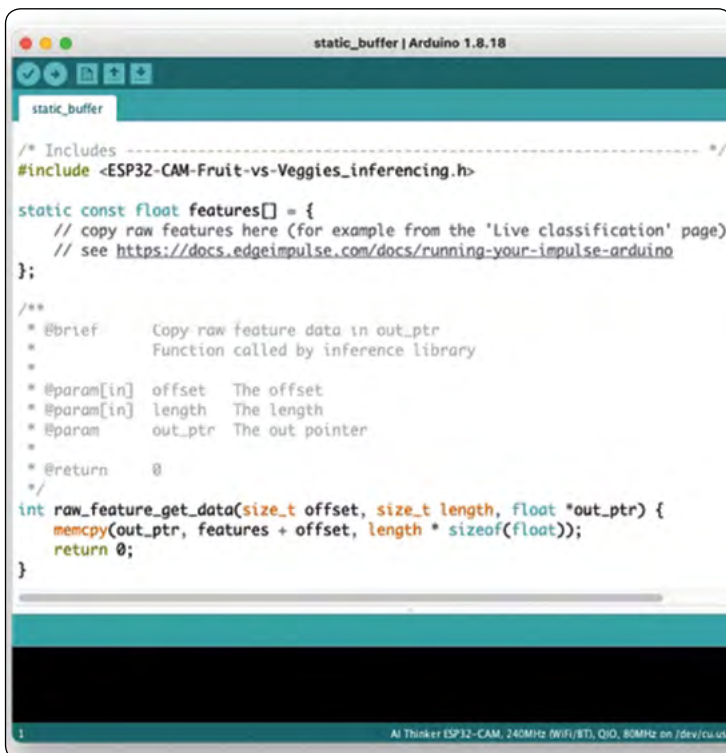 static_buffer | Arduino 1.8.18
static_buffer
/* Includes ---------------------------------------------------------------- */
#include <ESP32-CAM-Fruit-vs-Veggies_inferencing.h>
static const float features[] = {
// copy raw features here (for example from the 'Live classification' page)
// see https://docs.edgeimpulse.com/docs/running-your-impulse-arduino
};
/**
* @brief Copy raw feature data in out_ptr
* Function called by inference library
*
* @param[in] offset The offset
* @param[in] length The length
* @param out_ptr The out pointer
*
* @return 0
*/
int raw_feature_get_data(size_t offset, size_t length, float *out_ptr) {
memcpy(out_ptr, features + offset, length * sizeof(float));
return 0;
}
1 AI Thinker ESP32-CAM, 240MHz (WiFi/BT), QIO, 80MHz on